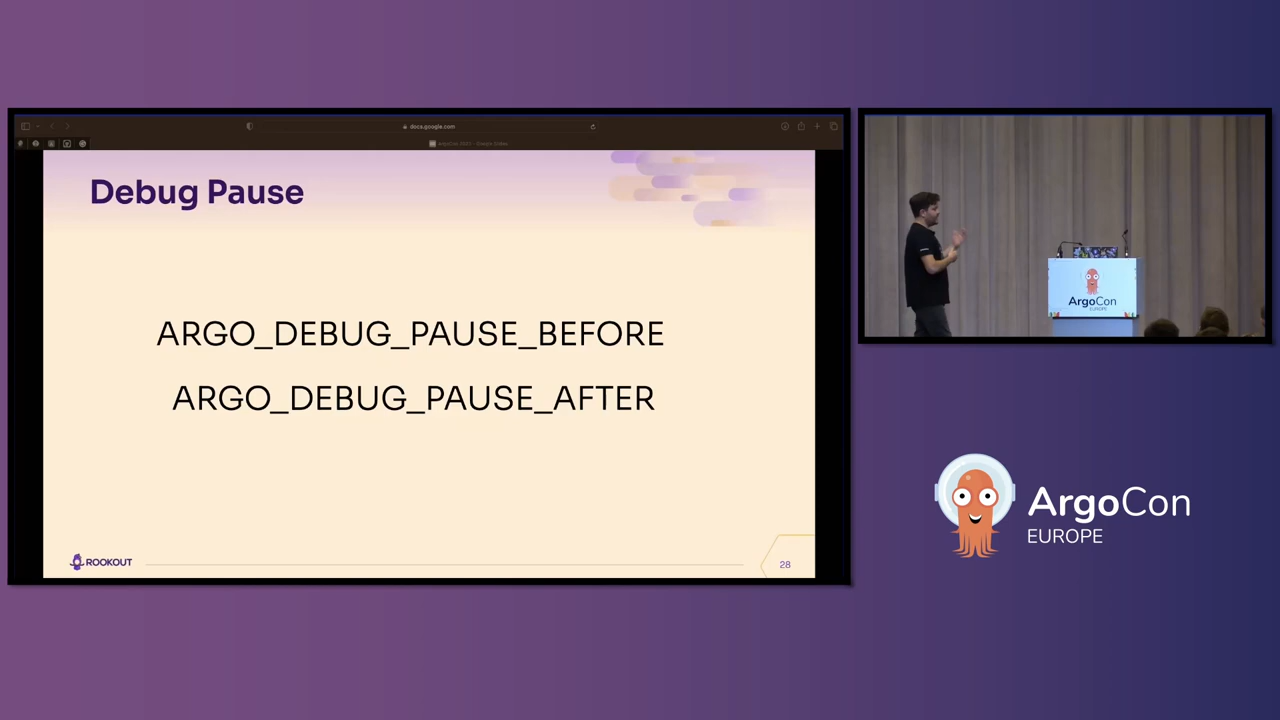 docs.google.com
Debug Pause
ARGO_DEBUG_PAUSE_BEFORE
ARGO_DEBUG_PAUSE_AFTER
ROOKOUT
28
ArgoCon
EUROPE
ArgoCon
EUROPE